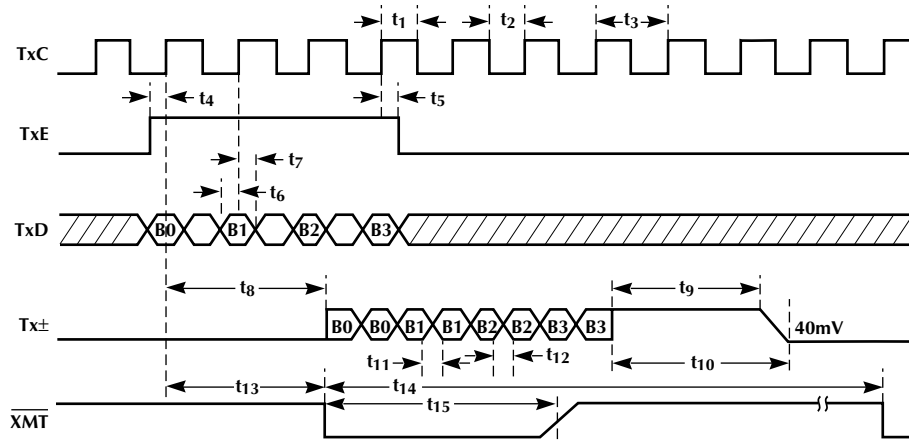 t1 t2 t3
TxC
t4 t5
TxE
t7
t6
TxD B0 B1 B2 B3
t8 t9
Tx± B0 B0 B1 B1 B2 B2 B3 B3 40mV
t11 t12 t10
t13 t14
XMT t15